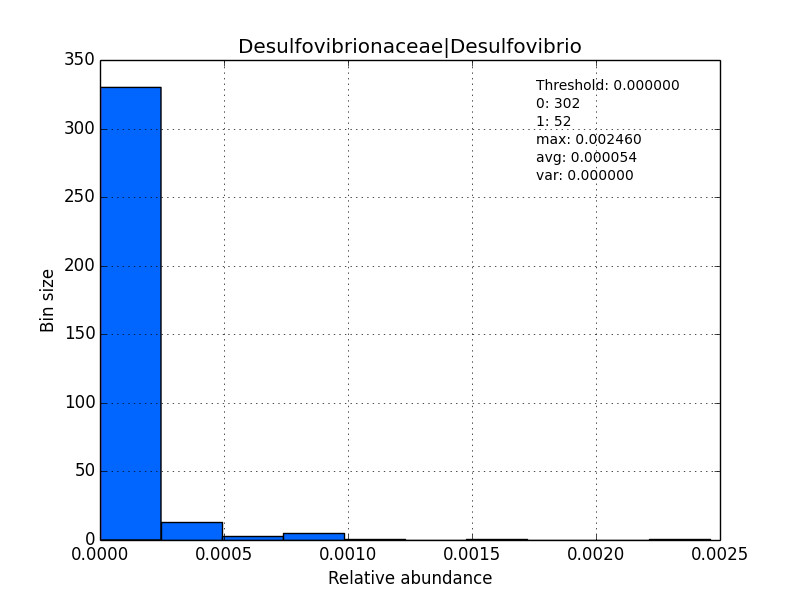 Desulfovibrionaceae|Desulfovibrio
350
300
250
200
150
100
50
0
Bin size
Threshold: 0.000000
0: 302
1: 52
max: 0.002460
avg: 0.000054
var: 0.000000
0.0000 0.0005 0.0010 0.0015 0.0020 0.0025
Relative abundance